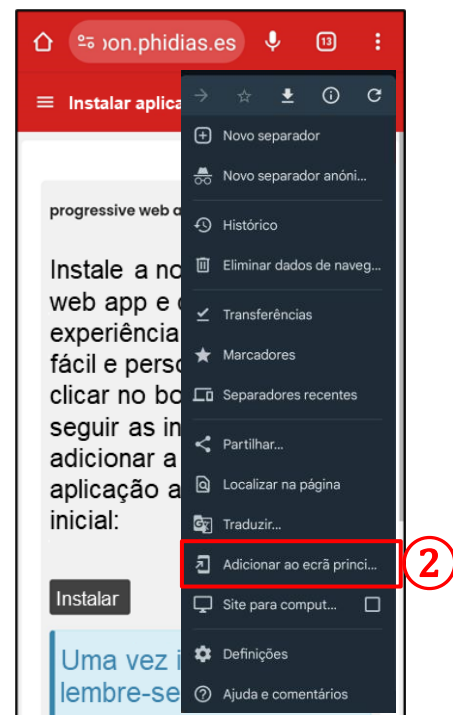 on.phidias.es
13
Instalar aplica
progressive web a
Instale a no
web app e
experiência
fácil e perso
clicar no bo
seguir as in
adicionar a
aplicação a
inicial:
Instalar
Uma vez i
lembre-se
Novo separador
Novo separador anóni...
Histórico
Eliminar dados de naveg...
Transferências
Marcadores
Separadores recentes
Partilhar...
Localizar na página
Traduzir...
Adicionar ao ecrã princi...
2
Site para comput...
Definições
Ajuda e comentários